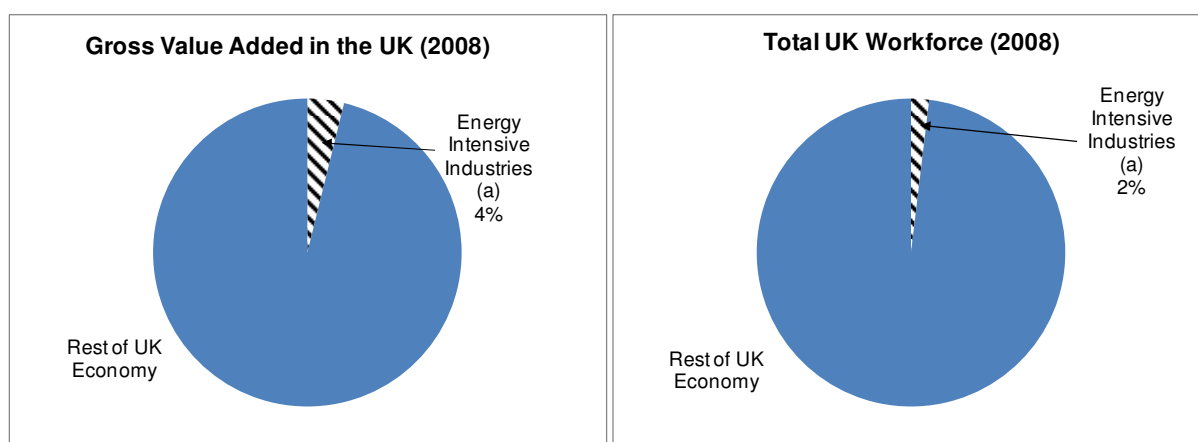 Gross Value Added in the UK (2008)
Energy
Intensive
Industries
(a)
4%
Rest of UK
Economy
Total UK Workforce (2008)
Energy
Intensive
Industries
(a)
2%
Rest of UK
Economy